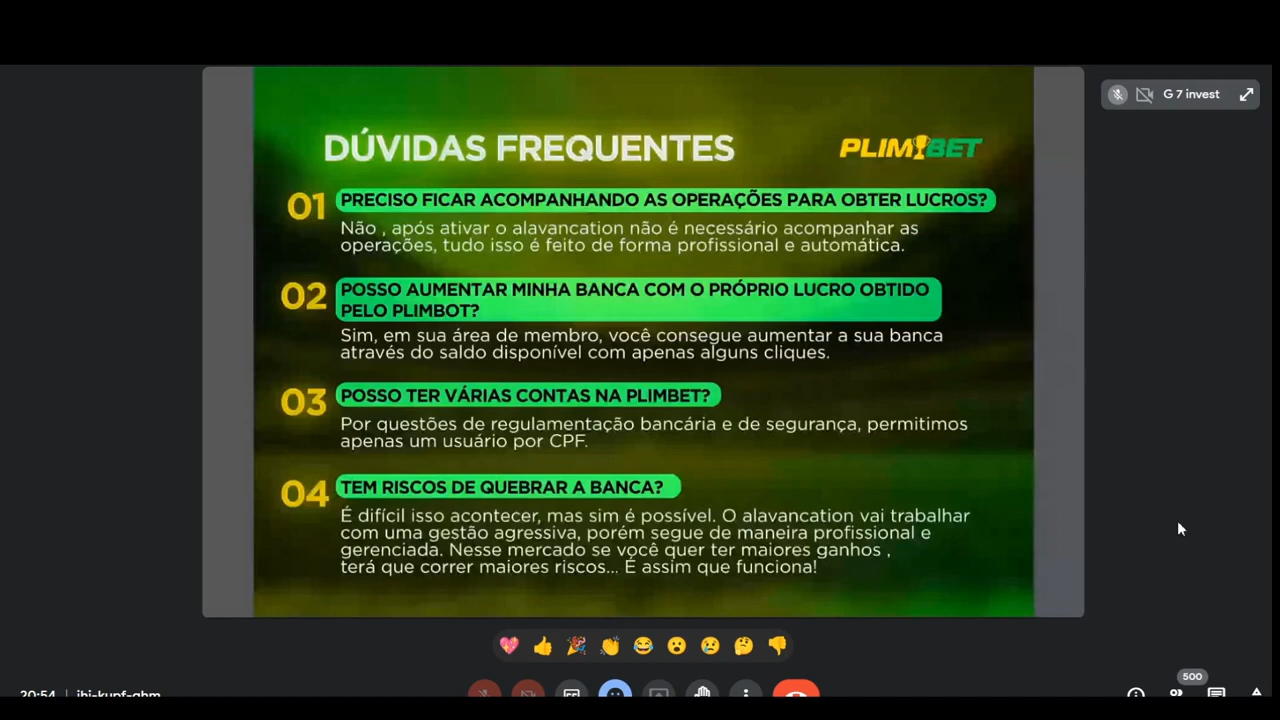 G 7 invest
DÚVIDAS FREQUENTES
PLIMBET
01 PRECISO FICAR ACOMPANHANDO AS OPERAÇÕES PARA OBTER LUCROS?
Não , após ativar o alavancation não é necessário acompanhar as
operações, tudo isso é feito de forma profissional e automática.
02 POSSO AUMENTAR MINHA BANCA COM O PRÓPRIO LUCRO OBTIDO
PELO PLIMBOT?
Sim, em sua área de membro, você consegue aumentar a sua banca
através do saldo disponível com apenas alguns cliques.
03 POSSO TER VÁRIAS CONTAS NA PLIMBET?
Por questões de regulamentação bancária e de segurança, permitimos
apenas um usuário por CPF.
04 TEM RISCOS DE QUEBRAR A BANCA?
É difícil isso acontecer, mas sim é possível. O alavancation vai trabalhar
com uma gestão agressiva, porém segue de maneira profissional e
gerenciada. Nesse mercado se você quer ter maiores ganhos ,
terá que correr maiores riscos... É assim que funciona!
500
20:54